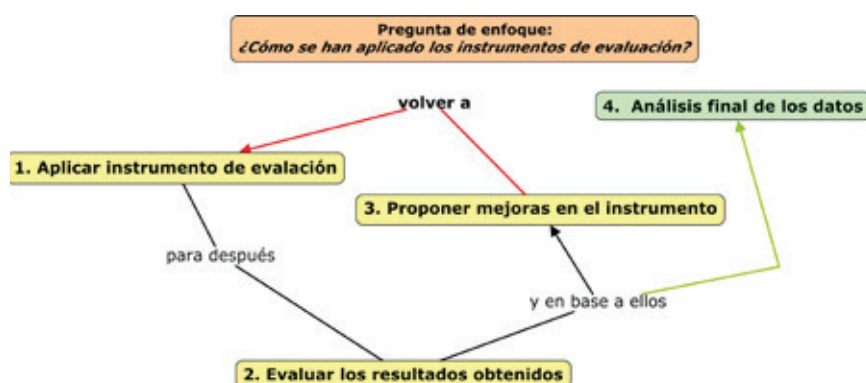 Pregunta de enfoque:
¿Cómo se han aplicado los instrumentos de evaluación?
volver a
4. Análisis final de los datos
1. Aplicar instrumento de evalación
3. Proponer mejoras en el instrumento
para después
y en base a ellos
2. Evaluar los resultados obtenidos